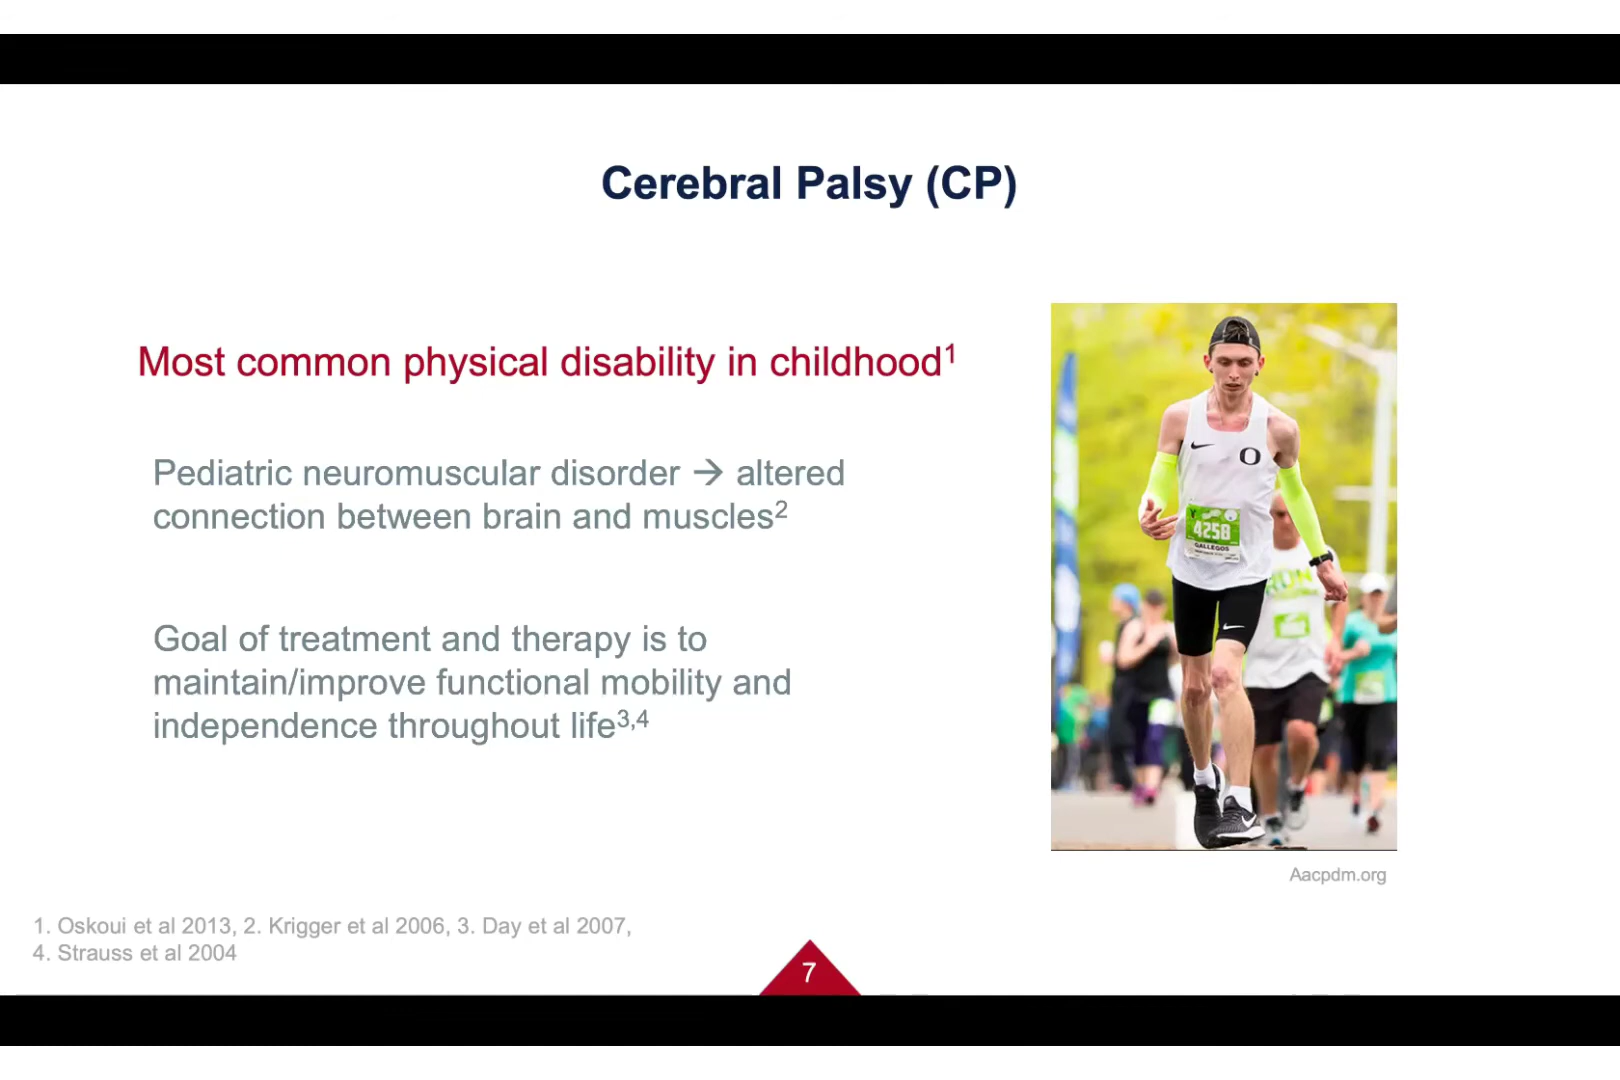 Cerebral Palsy (CP)
Most common physical disability in childhood1
Pediatric neuromuscular disorder → altered
connection between brain and muscles2
Goal of treatment and therapy is to
maintain/improve functional mobility and
independence throughout life3,4
O
4258
GALLEGOS
RUN
Aacpdm.org
1. Oskoui et al 2013, 2. Krigger et al 2006, 3. Day et al 2007,
4. Strauss et al 2004
7